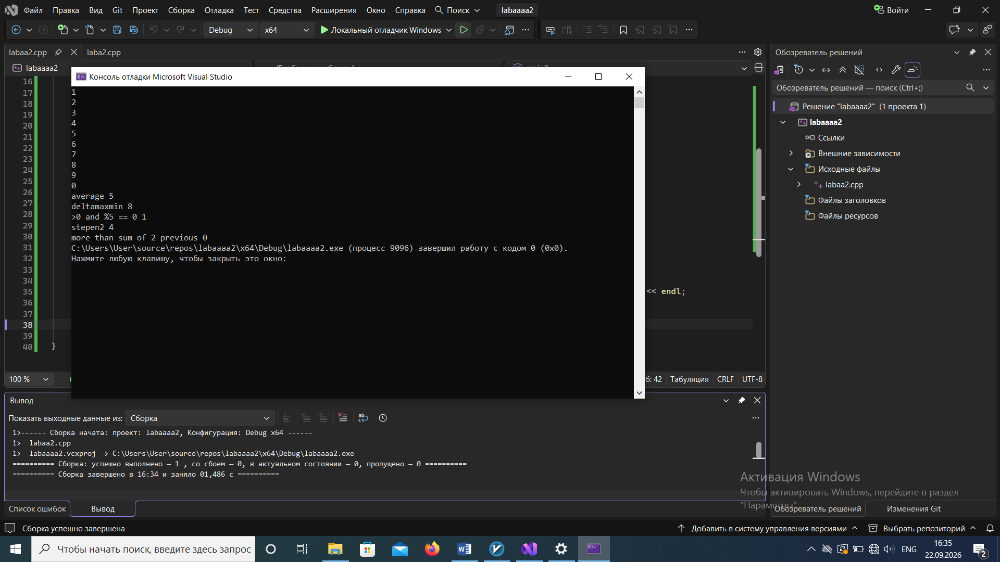 Файл Правка Вид Git Проект Сборка Отладка Тест Средства Расширения Окно Справка Поиск labaaaa2 Войти
Debug x64 Локальный отладчик Windows
labaa2.cpp laba2.cpp
labaaaa2
Консоль отладки Microsoft Visual Studio
1
2
3
4
5
6
7
8
9
0
average 5
deltamaxmin 8
>0 and %5 == 0 1
stepen2 4
more than sum of 2 previous 0
C:\Users\User\source\repos\labaaaa2\x64\Debug\labaaaa2.exe (процесс 9096) завершил работу с кодом 0 (0x0).
Нажмите любую клавишу, чтобы закрыть это окно:
16
17
18
19
20
21
22
23
24
25
26
27
28
29
30
31
32
33
34
35 << endl;
36
37
38
39
40 }
100 % б: 42 Табуляция CRLF UTF-8
Вывод
Показать выходные данные из: Сборка
1>------ Сборка начата: проект: labaaaa2, Конфигурация: Debug x64 ------
1> labaa2.cpp
1> labaaaa2.vcxproj -> C:\Users\User\source\repos\labaaaa2\x64\Debug\labaaaa2.exe
========== Сборка: успешно выполнено — 1 , со сбоем — 0, в актуальном состоянии — 0, пропущено — 0 ==========
========== Сборка завершено в 16:34 и заняло 01,486 с ==========
Список ошибок Вывод
Обозреватель решений
Обозреватель решений — поиск (Ctrl+;)
Решение "labaaaa2" (1 проекта 1)
labaaaa2
Ссылки
Внешние зависимости
Исходные файлы
labaa2.cpp
Файлы заголовков
Файлы ресурсов
Активация Windows
Чтобы активировать Windows, перейдите в раздел
"Параметры"
Обозреватель решений Изменения Git
Сборка успешно завершена Добавить в систему управления версиями Выбрать репозиторий
Чтобы начать поиск, введите здесь запрос
ENG
16:35
22.09.2026
2